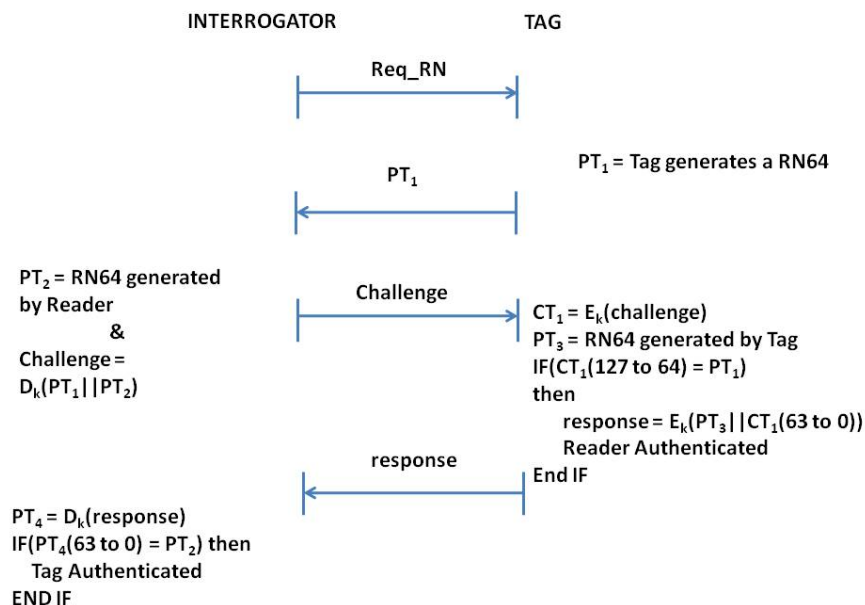 INTERROGATOR TAG
Req_RN
PT₁ = Tag generates a RN64
PT₁
PT₂ = RN64 generated
by Reader
&
Challenge =
Dₖ(PT₁||PT₂)
Challenge
CT₁ = Eₖ(challenge)
PT₃ = RN64 generated by Tag
IF(CT₁(127 to 64) = PT₁)
then
response = Eₖ(PT₃||CT₁(63 to 0))
Reader Authenticated
End IF
response
PT₄ = Dₖ(response)
IF(PT₄(63 to 0) = PT₂) then
Tag Authenticated
END IF